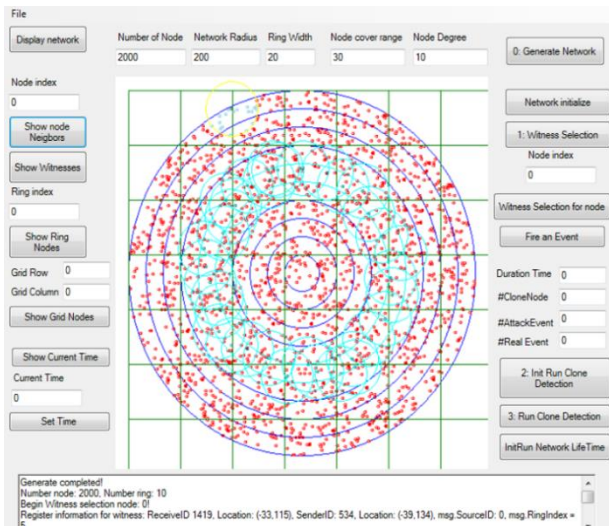 File
Display network
Number of Node Network Radius Ring Width Node cover range Node Degree
2000 200 20 30 10
0: Generate Network
Node index
0
Show node
Neigbors
Show Witnesses
Ring index
0
Show Ring
Nodes
Grid Row 0
Grid Column 0
Show Grid Nodes
Show Current Time
Current Time
0
Set Time
Network initialize
1: Witness Selection
Node index
0
Witness Selection for node
Fire an Event
Duration Time 0
#CloneNode 0
#AttackEvent 0
#Real Event 0
2: Init Run Clone
Detection
3: Run Clone Detection
InitRun Network LifeTime
Generate completed!
Number node: 2000, Number ring: 10
Begin Witness selection node: 0!
Register information for witness: ReceiveID 1419, Location: (-33,115), SenderID: 534, Location: (-39,134), msg.SourceID: 0, msg.RingIndex =